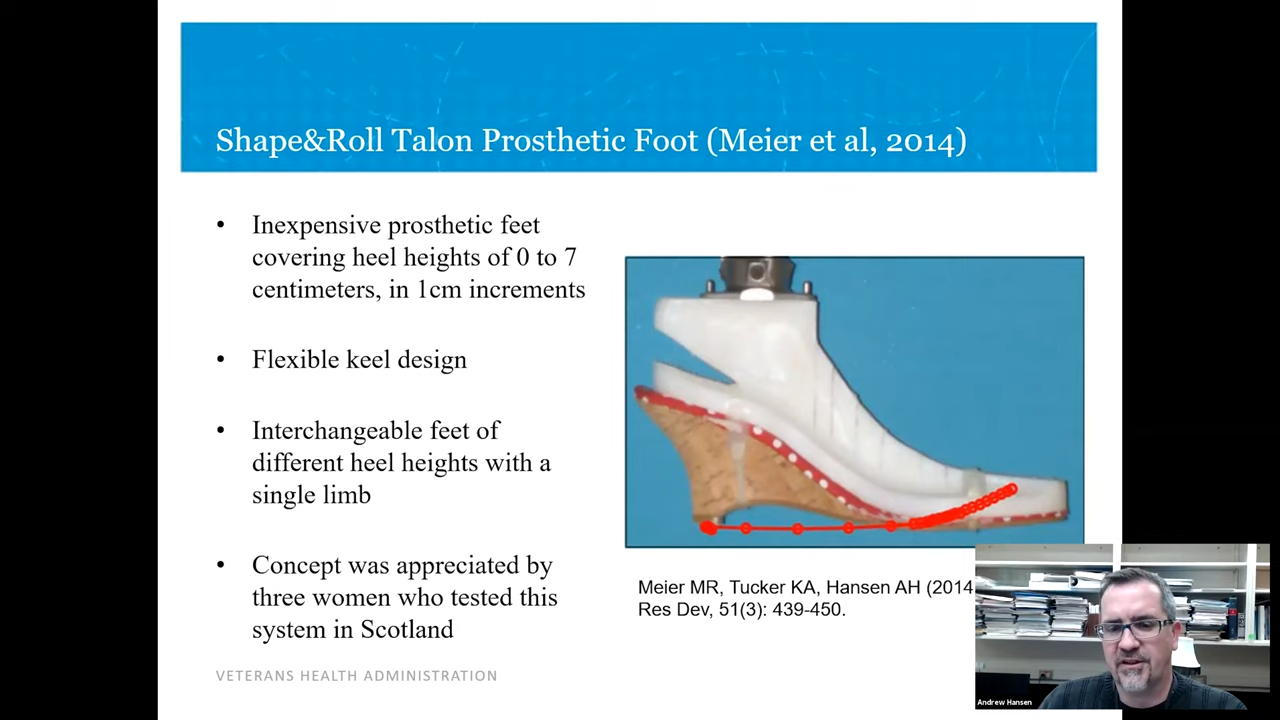 Shape&Roll Talon Prosthetic Foot (Meier et al, 2014)
• Inexpensive prosthetic feet
covering heel heights of 0 to 7
centimeters, in 1cm increments
• Flexible keel design
• Interchangeable feet of
different heel heights with a
single limb
• Concept was appreciated by
three women who tested this
system in Scotland
Meier MR, Tucker KA, Hansen AH (2014
Res Dev, 51(3): 439-450.
VETERANS HEALTH ADMINISTRATION
Andrew Hansen